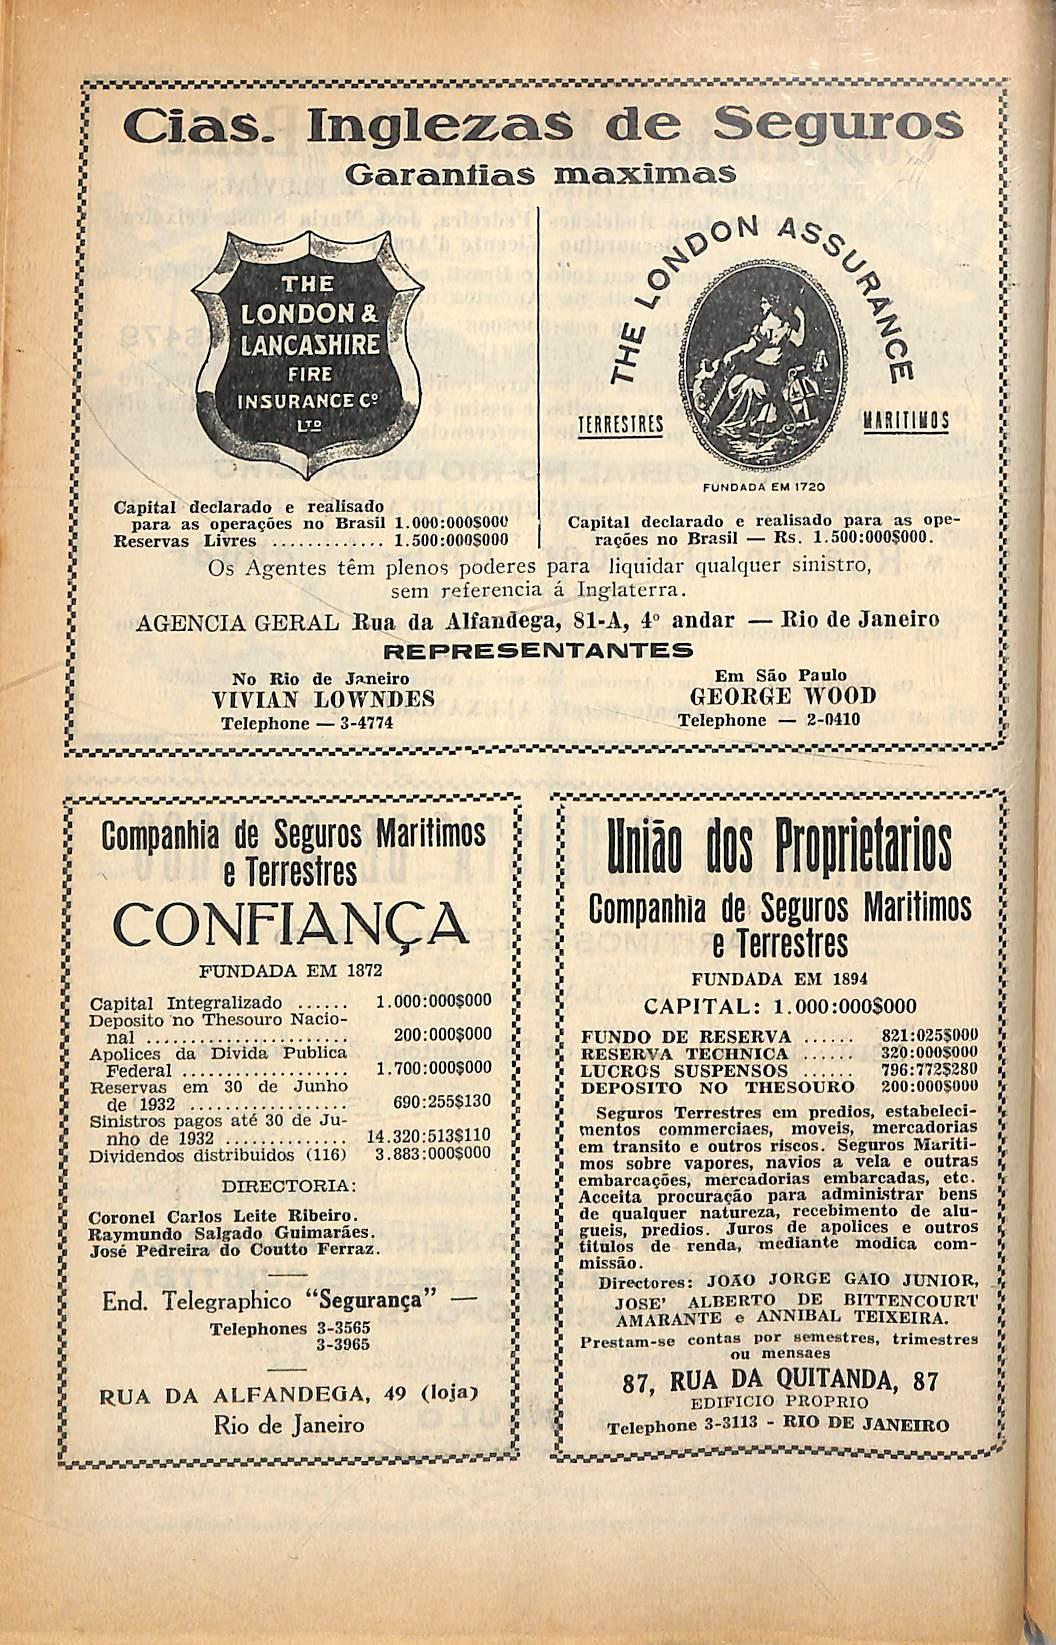 Cias. Inglezas de Seguros
Garantias maximas
THE
LONDON &
LANCASHIRE
FIRE
INSURANCE Cº
LTD
Capital declarado e realisado
para as operações no Brasil 1.000:000$000
Reservas Livres ............. 1.500:000$000
THE LONDON ASSURANCE
TERRESTRES
MARITIMOS
FUNDADA EM 1720
Capital declarado e realisado para as ope-
rações no Brasil — Rs. 1.500:000$000.
Os Agentes têm plenos poderes para liquidar qualquer sinistro,
sem referencia á Inglaterra.
AGENCIA GERAL Rua da Alfandega, 81-A, 4º andar — Rio de Janeiro
REPRESENTANTES
No Rio de Janeiro
VIVIAN LOWNDES
Telephone — 3-4774
Em São Paulo
GEORGE WOOD
Telephone — 2-0410
Companhia de Seguros Maritimos
e Terrestres
CONFIANÇA
FUNDADA EM 1872
Capital Integralizado ...... 1.000:000$000
Deposito no Thesouro Nacio-
nal ....................... 200:000$000
Apolices da Divida Publica
Federal ................... 1.700:000$000
Reservas em 30 de Junho
de 1932 .................. 690:255$130
Sinistros pagos até 30 de Ju-
nho de 1932 .............. 14.320:513$110
Dividendos distribuidos (116) 3.883:000$000
DIRECTORIA:
Coronel Carlos Leite Ribeiro.
Raymundo Salgado Guimarães.
José Pedreira do Coutto Ferraz.
End. Telegraphico “Segurança” —
Telephones 3-3565
3-3965
RUA DA ALFANDEGA, 49 (loja)
Rio de Janeiro
União dos Proprietarios
Companhia de Seguros Maritimos
e Terrestres
FUNDADA EM 1894
CAPITAL: 1.000:000$000
FUNDO DE RESERVA ...... 821:025$000
RESERVA TECHNICA ...... 320:000$000
LUCROS SUSPENSOS ...... 796:772$280
DEPOSITO NO THESOURO 200:000$000
Seguros Terrestres em predios, estabeleci-
mentos commerciaes, moveis, mercadorias
em transito e outros riscos. Seguros Mariti-
mos sobre vapores, navios a vela e outras
embarcações, mercadorias embarcadas, etc.
Acceita procuração para administrar bens
de qualquer natureza, recebimento de alu-
gueis, predios. Juros de apolices e outros
titulos de renda, mediante modica com-
missão.
Directores: JOAO JORGE GAIO JUNIOR,
JOSE' ALBERTO DE BITTENCOURT
AMARANTE e ANNIBAL TEIXEIRA.
Prestam-se contas por semestres, trimestres
ou mensaes
87, RUA DA QUITANDA, 87
EDIFICIO PROPRIO
Telephone 3-3113 - RIO DE JANEIRO